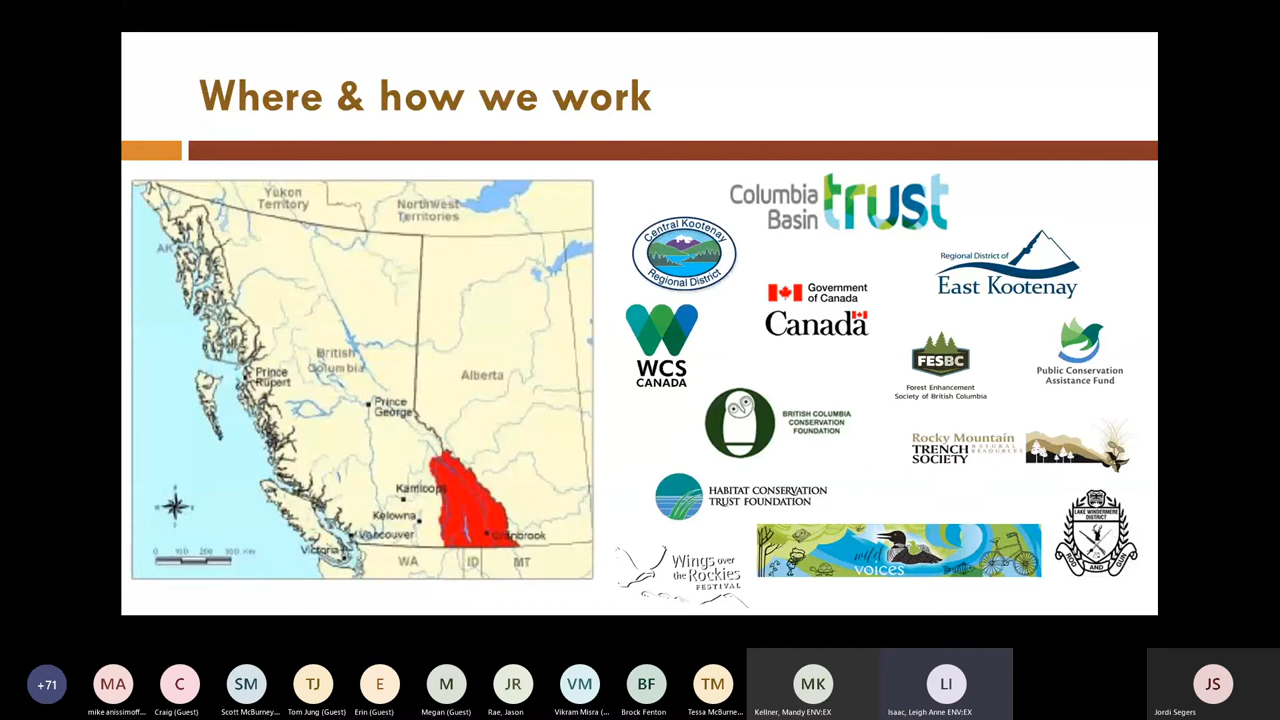 Where & how we work
Yukon
Territory
Northwest
Territories
AK
British
Columbia
Alberta
Prince
Rupert
Prince
George
Kamloops
Kelowna
Vancouver
Victoria
Cranbrook
WA
ID
MT
0 100 200 300 Km
Columbia
Basin
trust
Central Kootenay
Regional District
Regional District of
East Kootenay
Government
of Canada
Canada
WCS
CANADA
FESBC
Forest Enhancement
Society of British Columbia
Public Conservation
Assistance Fund
BRITISH COLUMBIA
CONSERVATION
FOUNDATION
Rocky Mountain
TRENCH NATURAL
SOCIETY RESOURCES
HABITAT CONSERVATION
TRUST FOUNDATION
wild
VOICES
LAKE WINDERMERE
DISTRICT
ROD AND GUN
Wings over
the Rockies
FESTIVAL
+71
MA
C
SM
TJ
E
M
JR
VM
BF
TM
MK
LI
JS
mike anissimoff...
Craig (Guest)
Scott McBurney...
Tom Jung (Guest)
Erin (Guest)
Megan (Guest)
Rae, Jason
Vikram Misra (...
Brock Fenton
Tessa McBurne...
Kellner, Mandy ENV:EX
Isaac, Leigh Anne ENV:EX
Jordi Segers